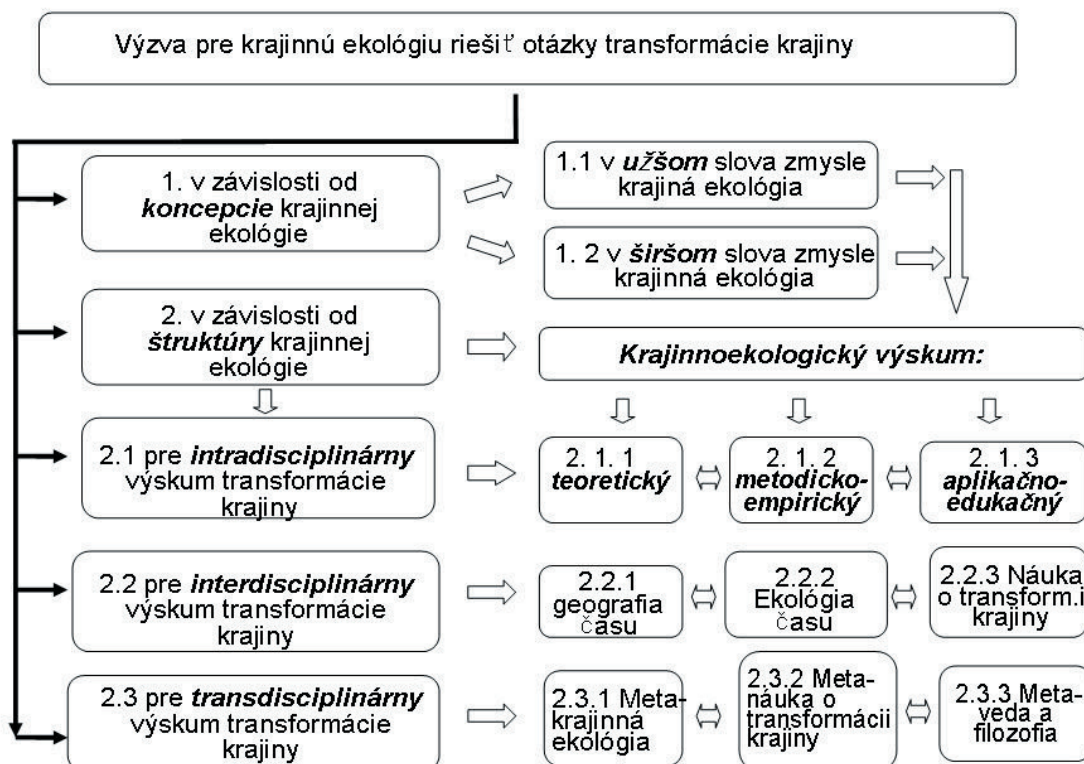 Výzva pre krajinnú ekológiu riešiť otázky transformácie krajiny
1. v závislosti od
koncepcie krajinnej
ekológie
1.1 v užšom slova zmysle
krajiná ekológia
1. 2 v širšom slova zmysle
krajinná ekológia
2. v závislosti od
štruktúry krajinnej
ekológie
Krajinnoekologický výskum:
2.1 pre intradisciplinárny
výskum transformácie
krajiny
2. 1. 1
teoretický
2. 1. 2
metodicko-
empirický
2. 1. 3
aplikačno-
edukačný
2.2 pre interdisciplinárny
výskum transformácie
krajiny
2.2.1
geografia
času
2.2.2
Ekológia
času
2.2.3 Náuka
o transform.i
krajiny
2.3 pre transdisciplinárny
výskum transformácie
krajiny
2.3.1 Meta-
krajinná
ekológia
2.3.2 Meta-
náuka o
transformácii
krajiny
2.3.3 Meta-
veda a
filozofia